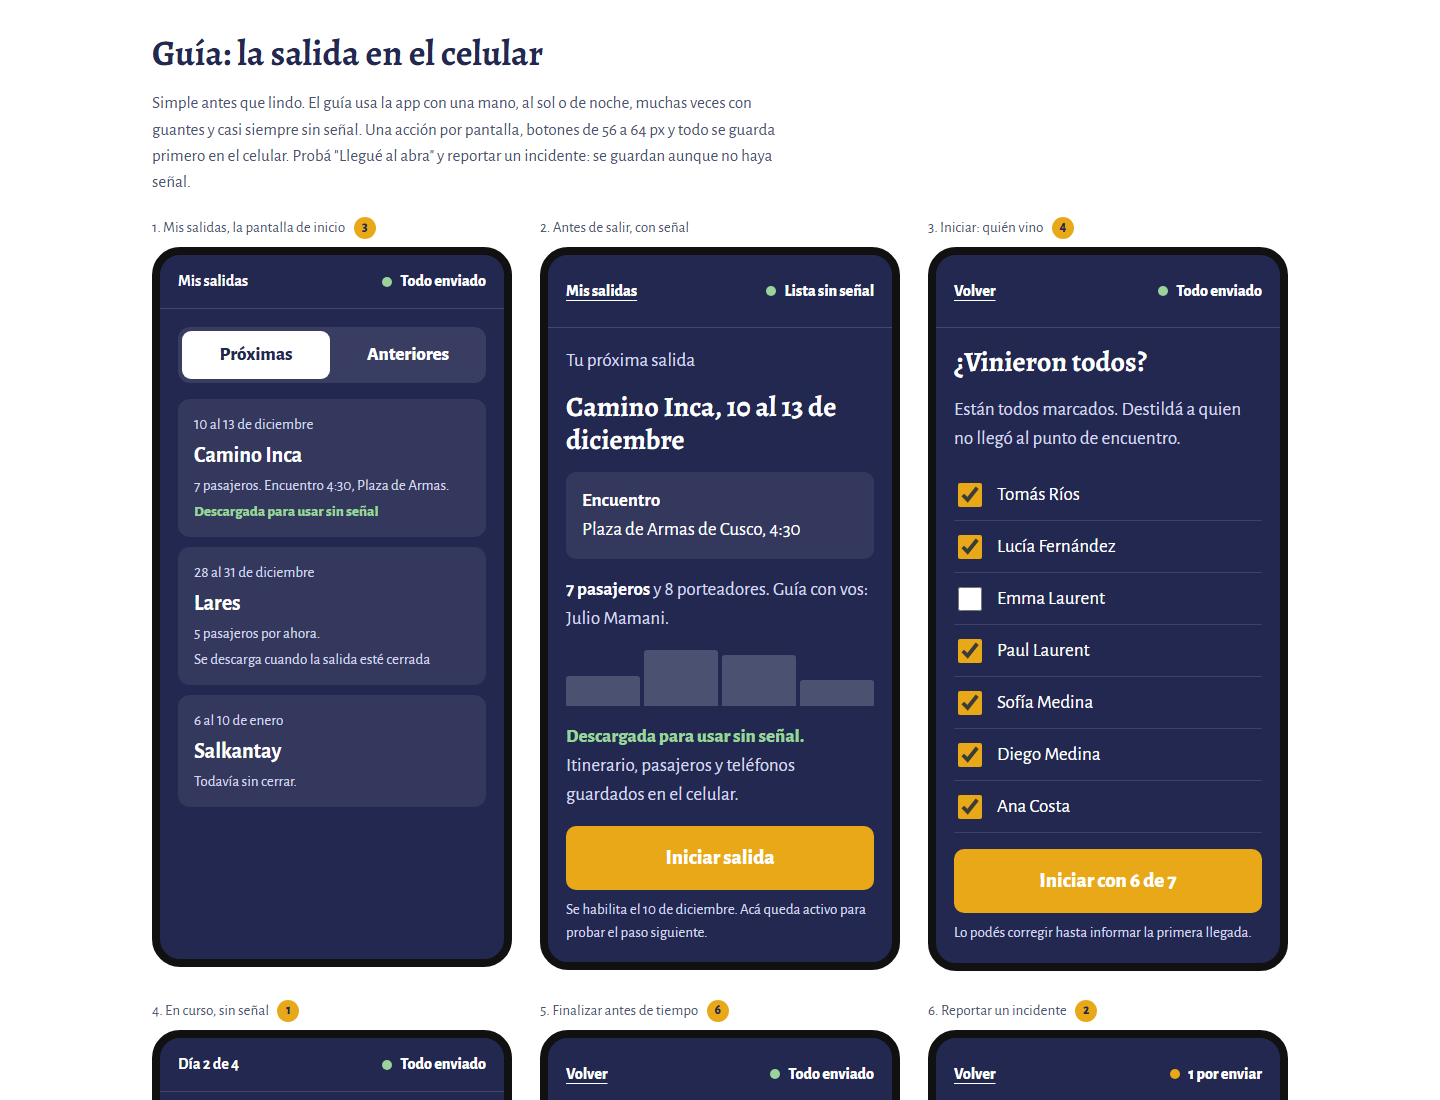 Guía: la salida en el celular
Simple antes que lindo. El guía usa la app con una mano, al sol o de noche, muchas veces con
guantes y casi siempre sin señal. Una acción por pantalla, botones de 56 a 64 px y todo se guarda
primero en el celular. Probá "Llegué al abra" y reportar un incidente: se guardan aunque no haya
señal.
1. Mis salidas, la pantalla de inicio 3
Mis salidas
Todo enviado
Próximas
Anteriores
10 al 13 de diciembre
Camino Inca
7 pasajeros. Encuentro 4:30, Plaza de Armas.
Descargada para usar sin señal
28 al 31 de diciembre
Lares
5 pasajeros por ahora.
Se descarga cuando la salida esté cerrada
6 al 10 de enero
Salkantay
Todavía sin cerrar.
2. Antes de salir, con señal
Mis salidas
Lista sin señal
Tu próxima salida
Camino Inca, 10 al 13 de
diciembre
Encuentro
Plaza de Armas de Cusco, 4:30
7 pasajeros y 8 porteadores. Guía con vos:
Julio Mamani.
Descargada para usar sin señal.
Itinerario, pasajeros y teléfonos
guardados en el celular.
Iniciar salida
Se habilita el 10 de diciembre. Acá queda activo para
probar el paso siguiente.
3. Iniciar: quién vino 4
Volver
Todo enviado
¿Vinieron todos?
Están todos marcados. Destildá a quien
no llegó al punto de encuentro.
Tomás Ríos
Lucía Fernández
Emma Laurent
Paul Laurent
Sofía Medina
Diego Medina
Ana Costa
Iniciar con 6 de 7
Lo podés corregir hasta informar la primera llegada.
4. En curso, sin señal 1
Día 2 de 4
Todo enviado
5. Finalizar antes de tiempo 6
Volver
Todo enviado
6. Reportar un incidente 2
Volver
1 por enviar